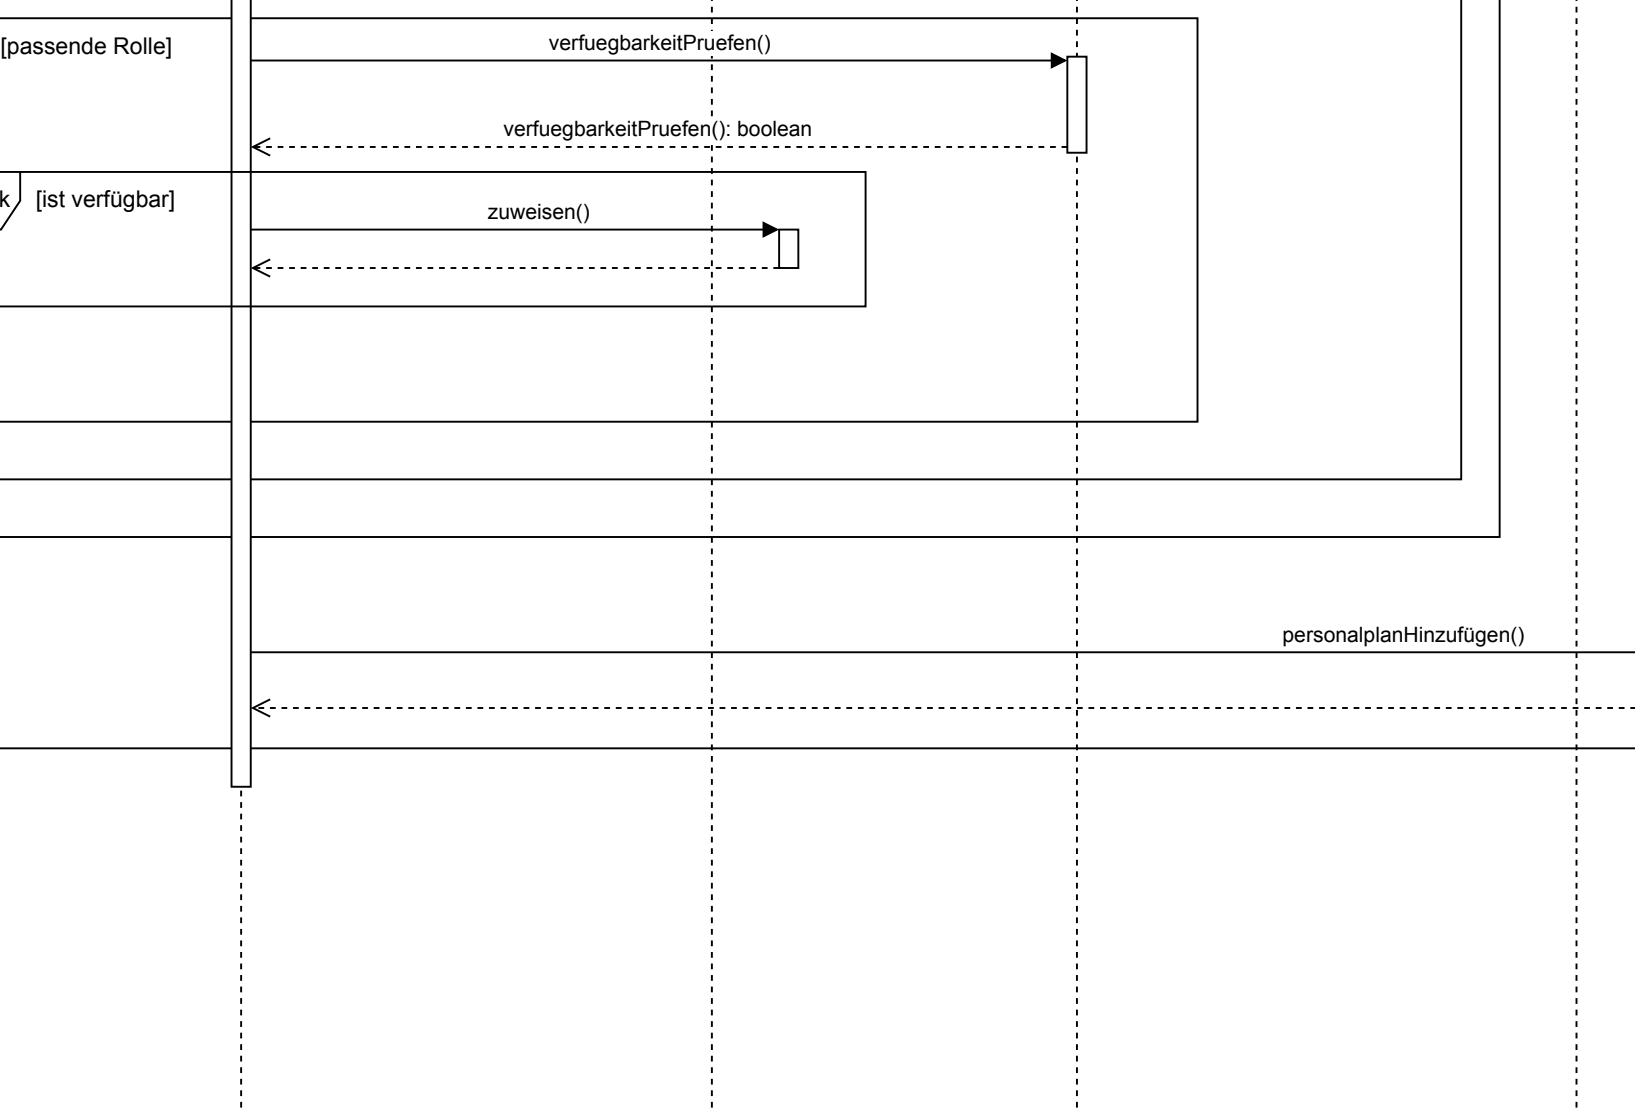 [passende Rolle]
verfuegbarkeitPruefen()
verfuegbarkeitPruefen(): boolean
k
[ist verfügbar]
zuweisen()
personalplanHinzufügen()